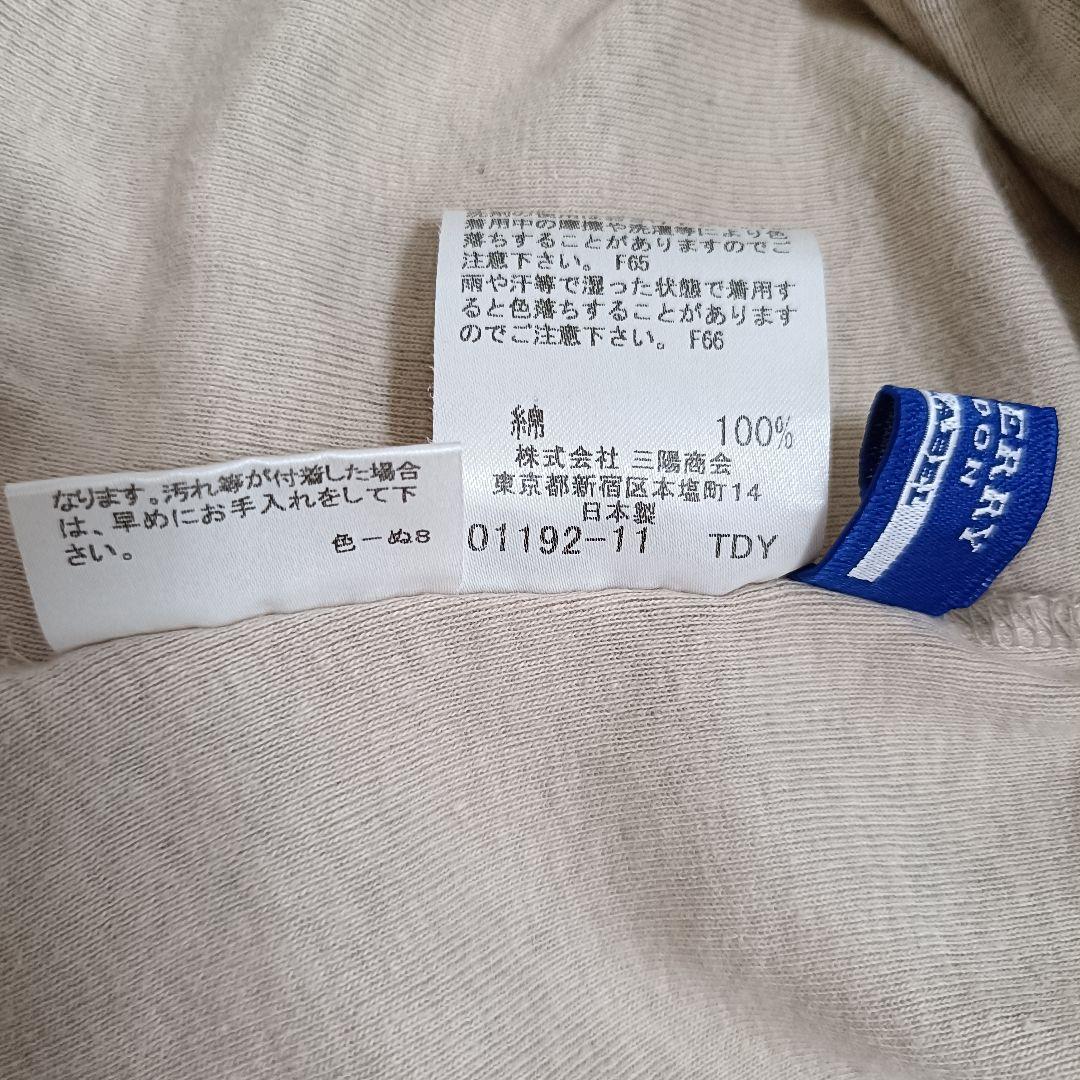 着用中の摩擦や洗濯等により色
落ちすることがありますのでご
注意下さい。 F65
雨や汗等で湿った状態で着用す
ると色落ちすることがあります
のでご注意下さい。 F66
綿 100%
株式会社 三陽商会
東京都新宿区本塩町14
日本製
01192-11 TDY
なります。汚れ等が付着した場合
は、早めにお手入れをして下
さい。 色ーぬ8
ERRY